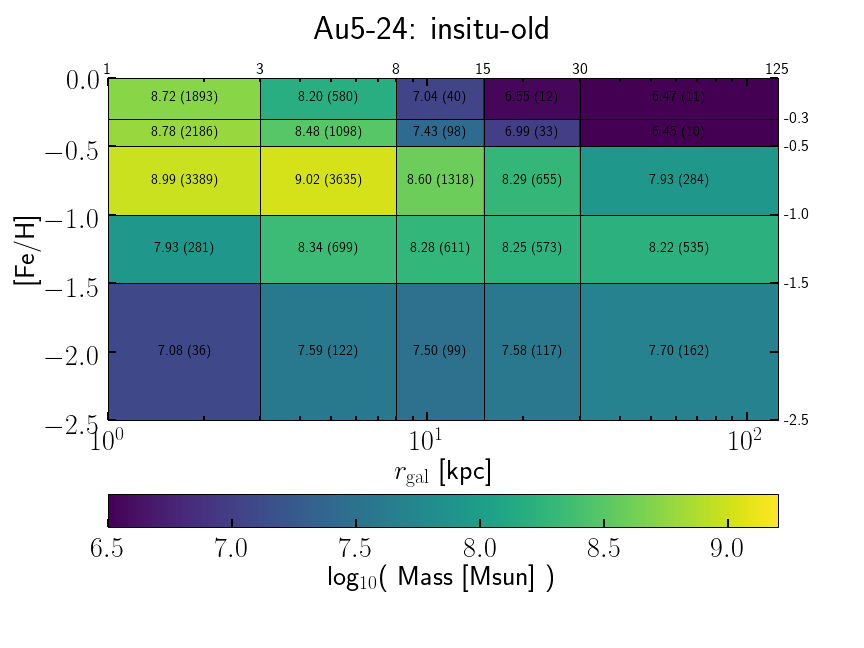 Au5-24: insitu-old
1 3 8 15 30 125
0.0
8.72 (1893) 8.20 (580) 7.04 (40) 6.55 (12) 6.47 (11)
-0.3
8.78 (2186) 8.48 (1098) 7.43 (98) 6.99 (33) 6.45 (10)
−0.5 -0.5
8.99 (3389) 9.02 (3635) 8.60 (1318) 8.29 (655) 7.93 (284)
−1.0 -1.0
[Fe/H]
7.93 (281) 8.34 (699) 8.28 (611) 8.25 (573) 8.22 (535)
−1.5 -1.5
7.08 (36) 7.59 (122) 7.50 (99) 7.58 (117) 7.70 (162)
−2.0
−2.5 -2.5
10⁰ 10¹ 10²
r_gal [kpc]
6.5 7.0 7.5 8.0 8.5 9.0
log₁₀( Mass [Msun] )